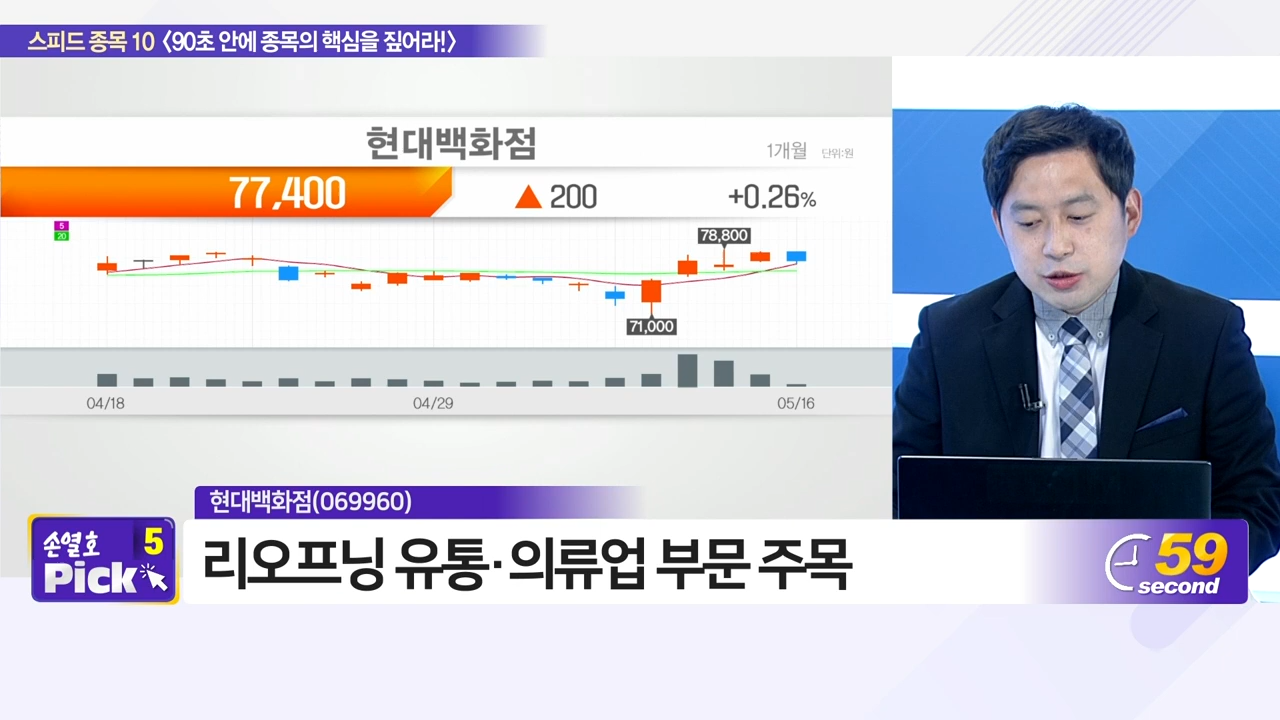 스피드 종목 10 〈90초 안에 종목의 핵심을 짚어라!〉
현대백화점
1개월 단위:원
77,400 ▲ 200 +0.26%
5
20
78,800
71,000
04/18 04/29 05/16
현대백화점(069960)
손열호 5
Pick
리오프닝 유통·의류업 부문 주목
59
second